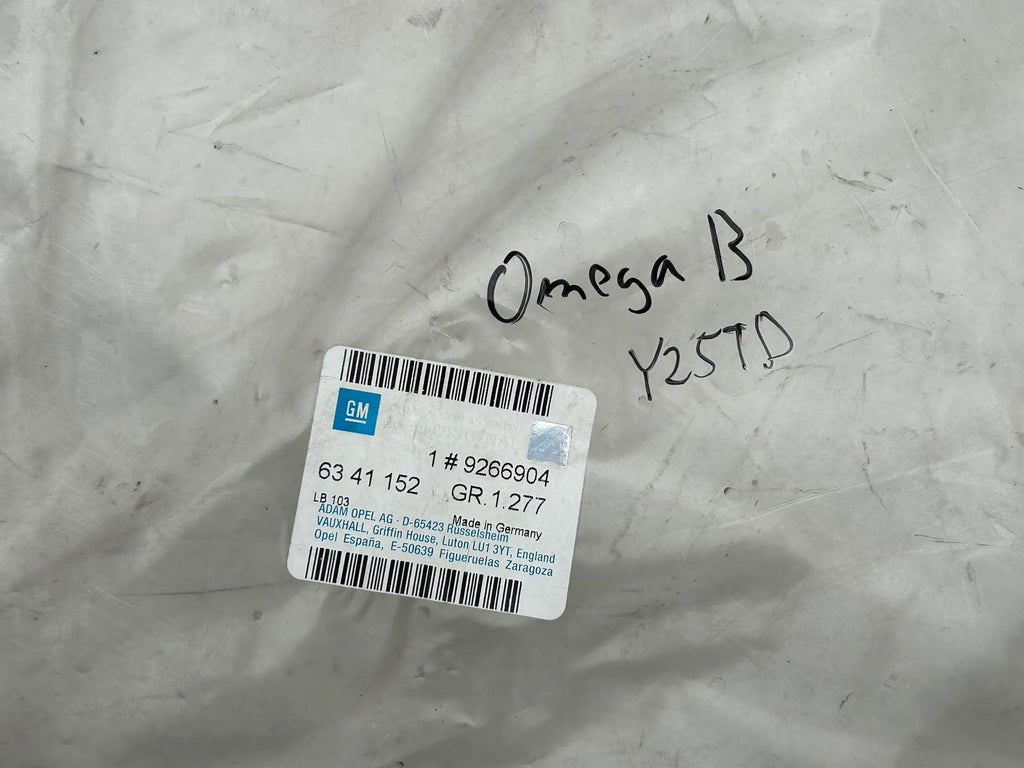 Omega B
Y25TD
GM
ORIGINAL
1 # 9266904
63 41 152 GR.1.277
LB 103
Made in Germany
ADAM OPEL AG · D-65423 Rüsselsheim
VAUXHALL, Griffin House, Luton LU1 3YT, England
Opel España, E-50639 Figueruelas Zaragoza